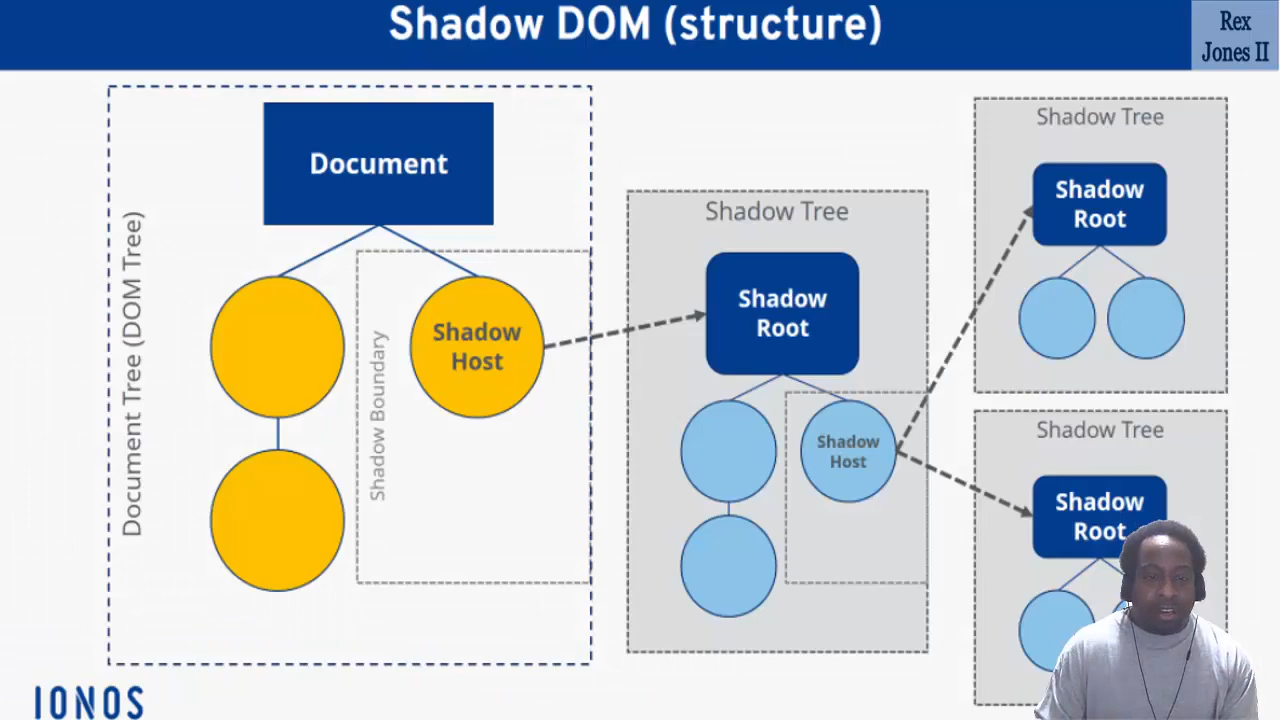 Shadow DOM (structure)
Rex
Jones II
Document Tree (DOM Tree)
Document
Shadow Boundary
Shadow
Host
Shadow Tree
Shadow
Root
Shadow
Host
Shadow Tree
Shadow
Root
Shadow Tree
Shadow
Root
IONOS